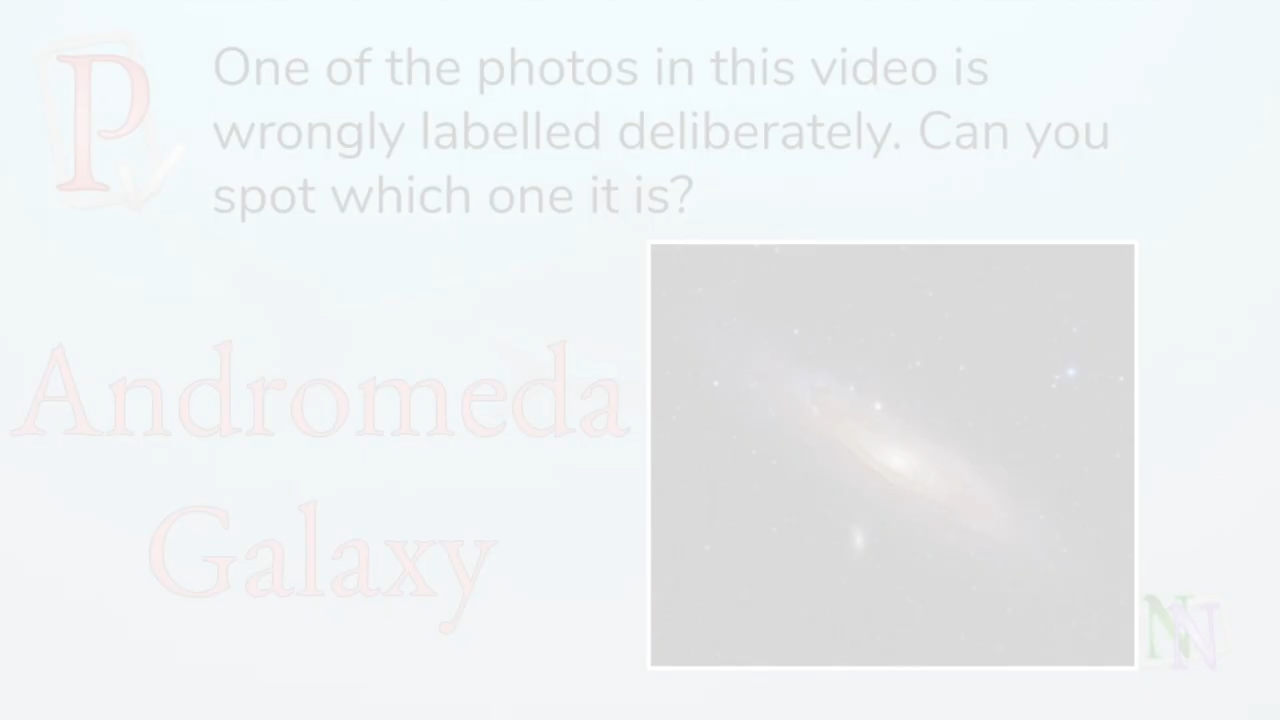 P
One of the photos in this video is
wrongly labelled deliberately. Can you
spot which one it is?
Andromeda
Galaxy
NN